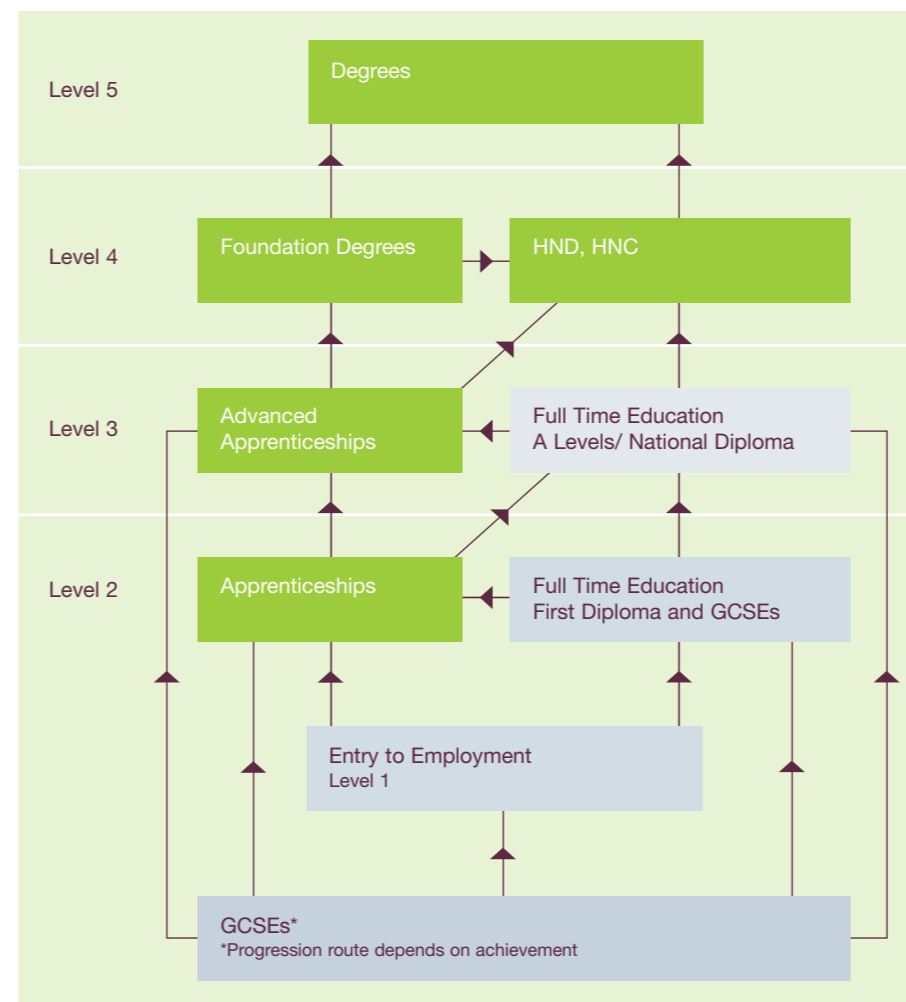 Level 5
Degrees
Level 4
Foundation Degrees
HND, HNC
Level 3
Advanced
Apprenticeships
Full Time Education
A Levels/ National Diploma
Level 2
Apprenticeships
Full Time Education
First Diploma and GCSEs
Entry to Employment
Level 1
GCSEs*
*Progression route depends on achievement